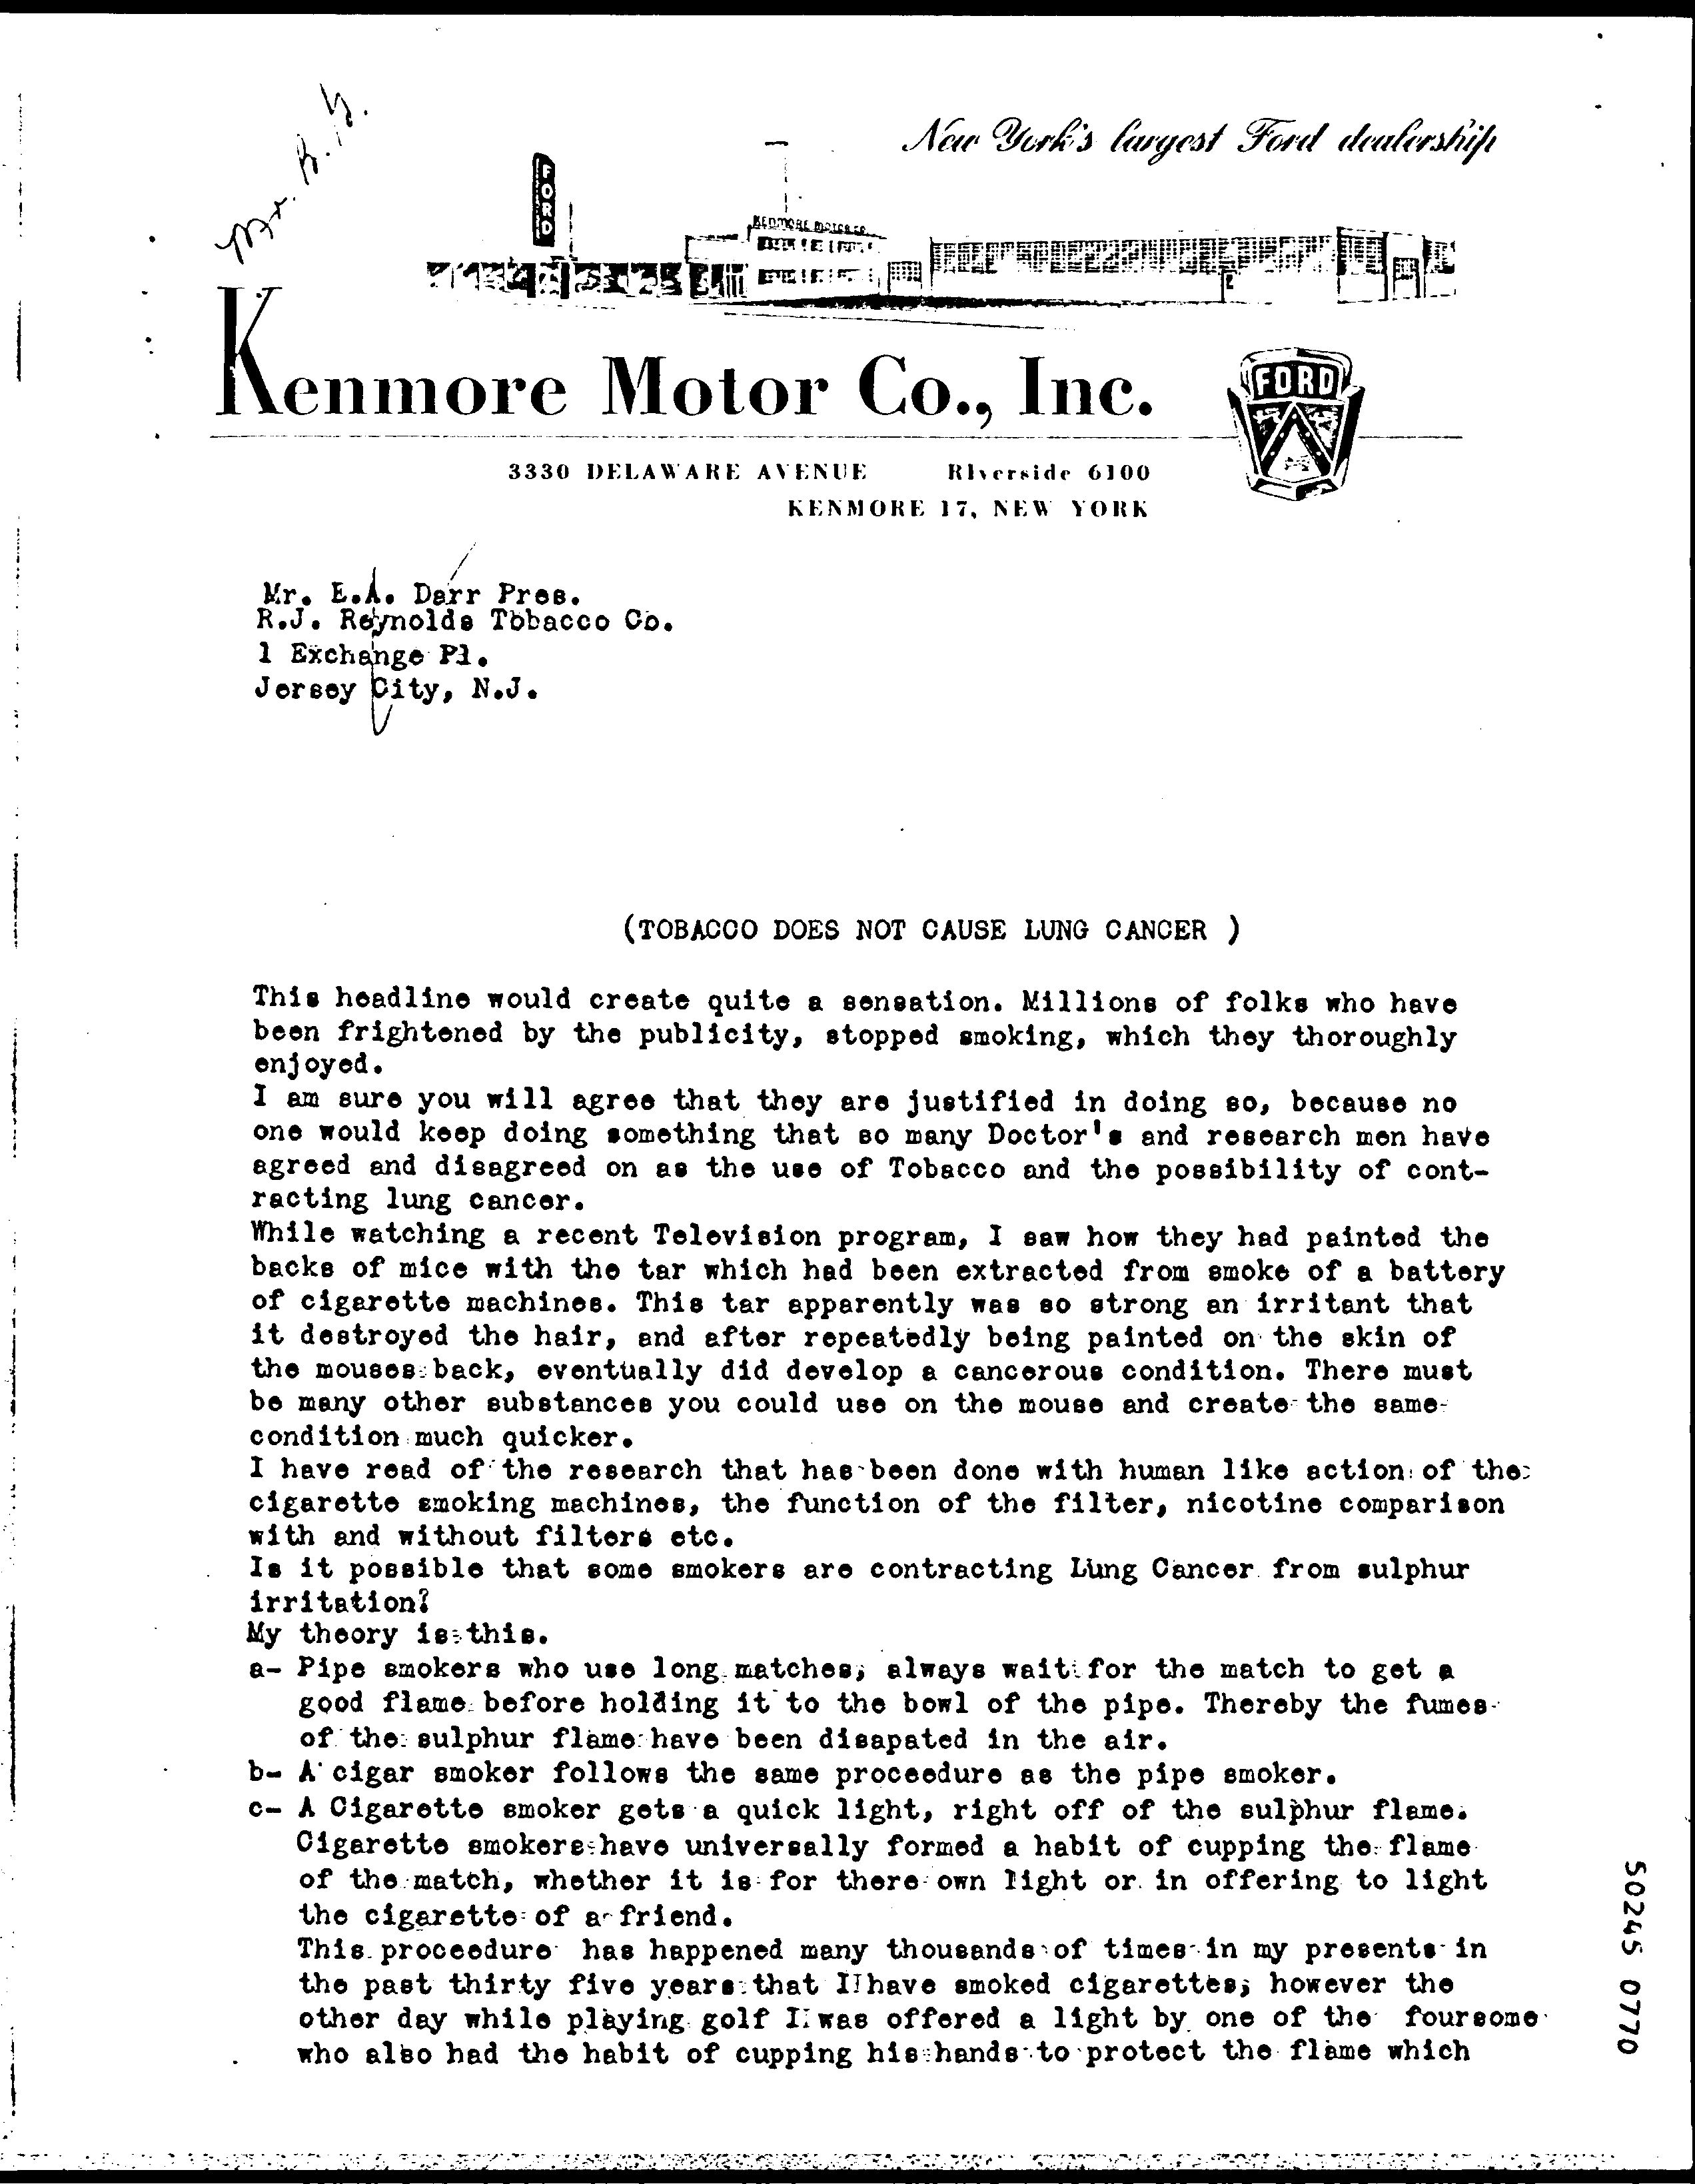 Mr. R. Y.
New York's largest Ford dealership
FORD
KENMORE MOTOR CO.
Kenmore Motor Co., Inc.
FORD
3330 DELAWARE AVENUE RIverside 6100
KENMORE 17, NEW YORK
Mr. E.A. Darr Pres.
R.J. Reynolds Tobacco Co.
1 Exchange Pl.
Jersey City, N.J.
(TOBACCO DOES NOT CAUSE LUNG CANCER )
This headline would create quite a sensation. Millions of folks who have
been frightened by the publicity, stopped smoking, which they thoroughly
enjoyed.
I am sure you will agree that they are justified in doing so, because no
one would keep doing something that so many Doctor's and research men have
agreed and disagreed on as the use of Tobacco and the possibility of cont-
racting lung cancer.
While watching a recent Television program, I saw how they had painted the
backs of mice with the tar which had been extracted from smoke of a battery
of cigarette machines. This tar apparently was so strong an irritant that
it destroyed the hair, and after repeatedly being painted on the skin of
the mouses back, eventually did develop a cancerous condition. There must
be many other substances you could use on the mouse and create the same
condition much quicker.
I have read of the research that has been done with human like action of the
cigarette smoking machines, the function of the filter, nicotine comparison
with and without filters etc.
Is it possible that some smokers are contracting Lung Cancer from sulphur
irritation?
My theory is this.
a- Pipe smokers who use long matches, always wait for the match to get a
good flame before holding it to the bowl of the pipe. Thereby the fumes
of the sulphur flame have been disapated in the air.
b- A cigar smoker follows the same proceedure as the pipe smoker.
c- A Cigarette smoker gets a quick light, right off of the sulphur flame.
Cigarette smokers have universally formed a habit of cupping the flame
of the match, whether it is for there own light or in offering to light
the cigarette of a friend.
This proceedure has happened many thousands of times in my presents in
the past thirty five years that I have smoked cigarettes; however the
other day while playing golf I was offered a light by one of the foursome
who also had the habit of cupping his hands to protect the flame which
50245 0770